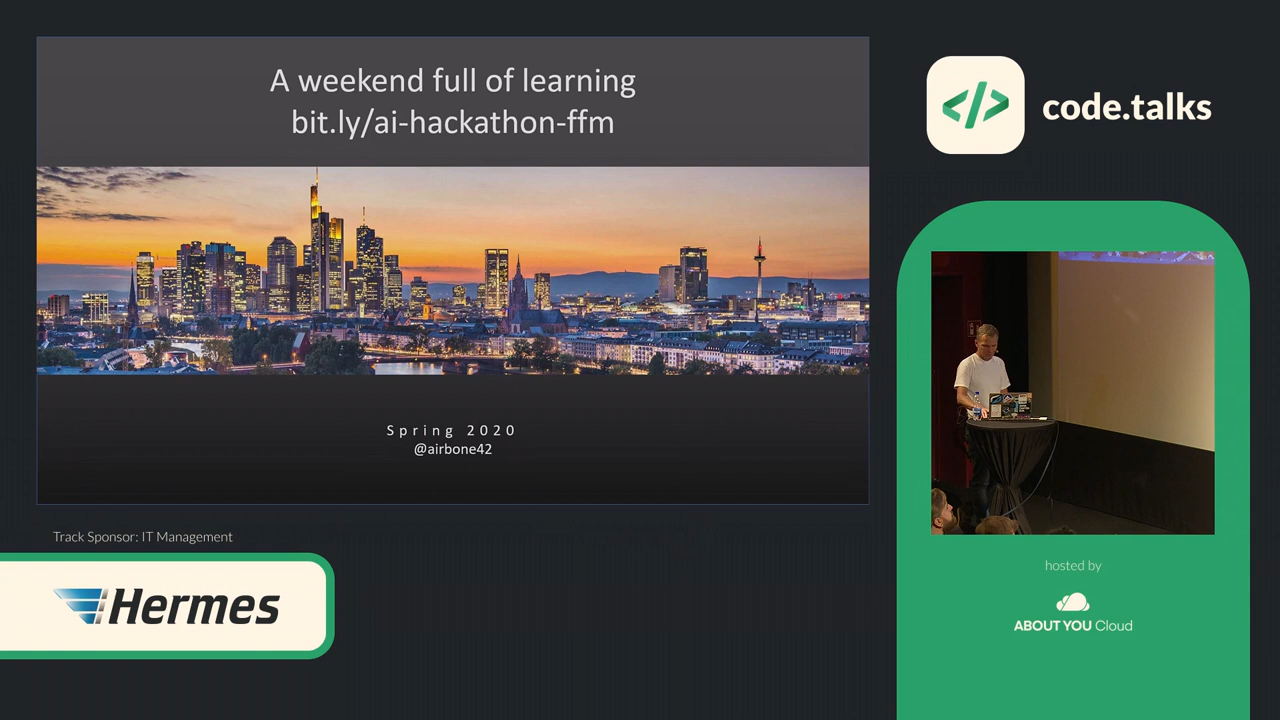 A weekend full of learning
bit.ly/ai-hackathon-ffm
Spring 2020
@airbone42
</> code.talks
Track Sponsor: IT Management
Hermes
hosted by
ABOUT YOU Cloud